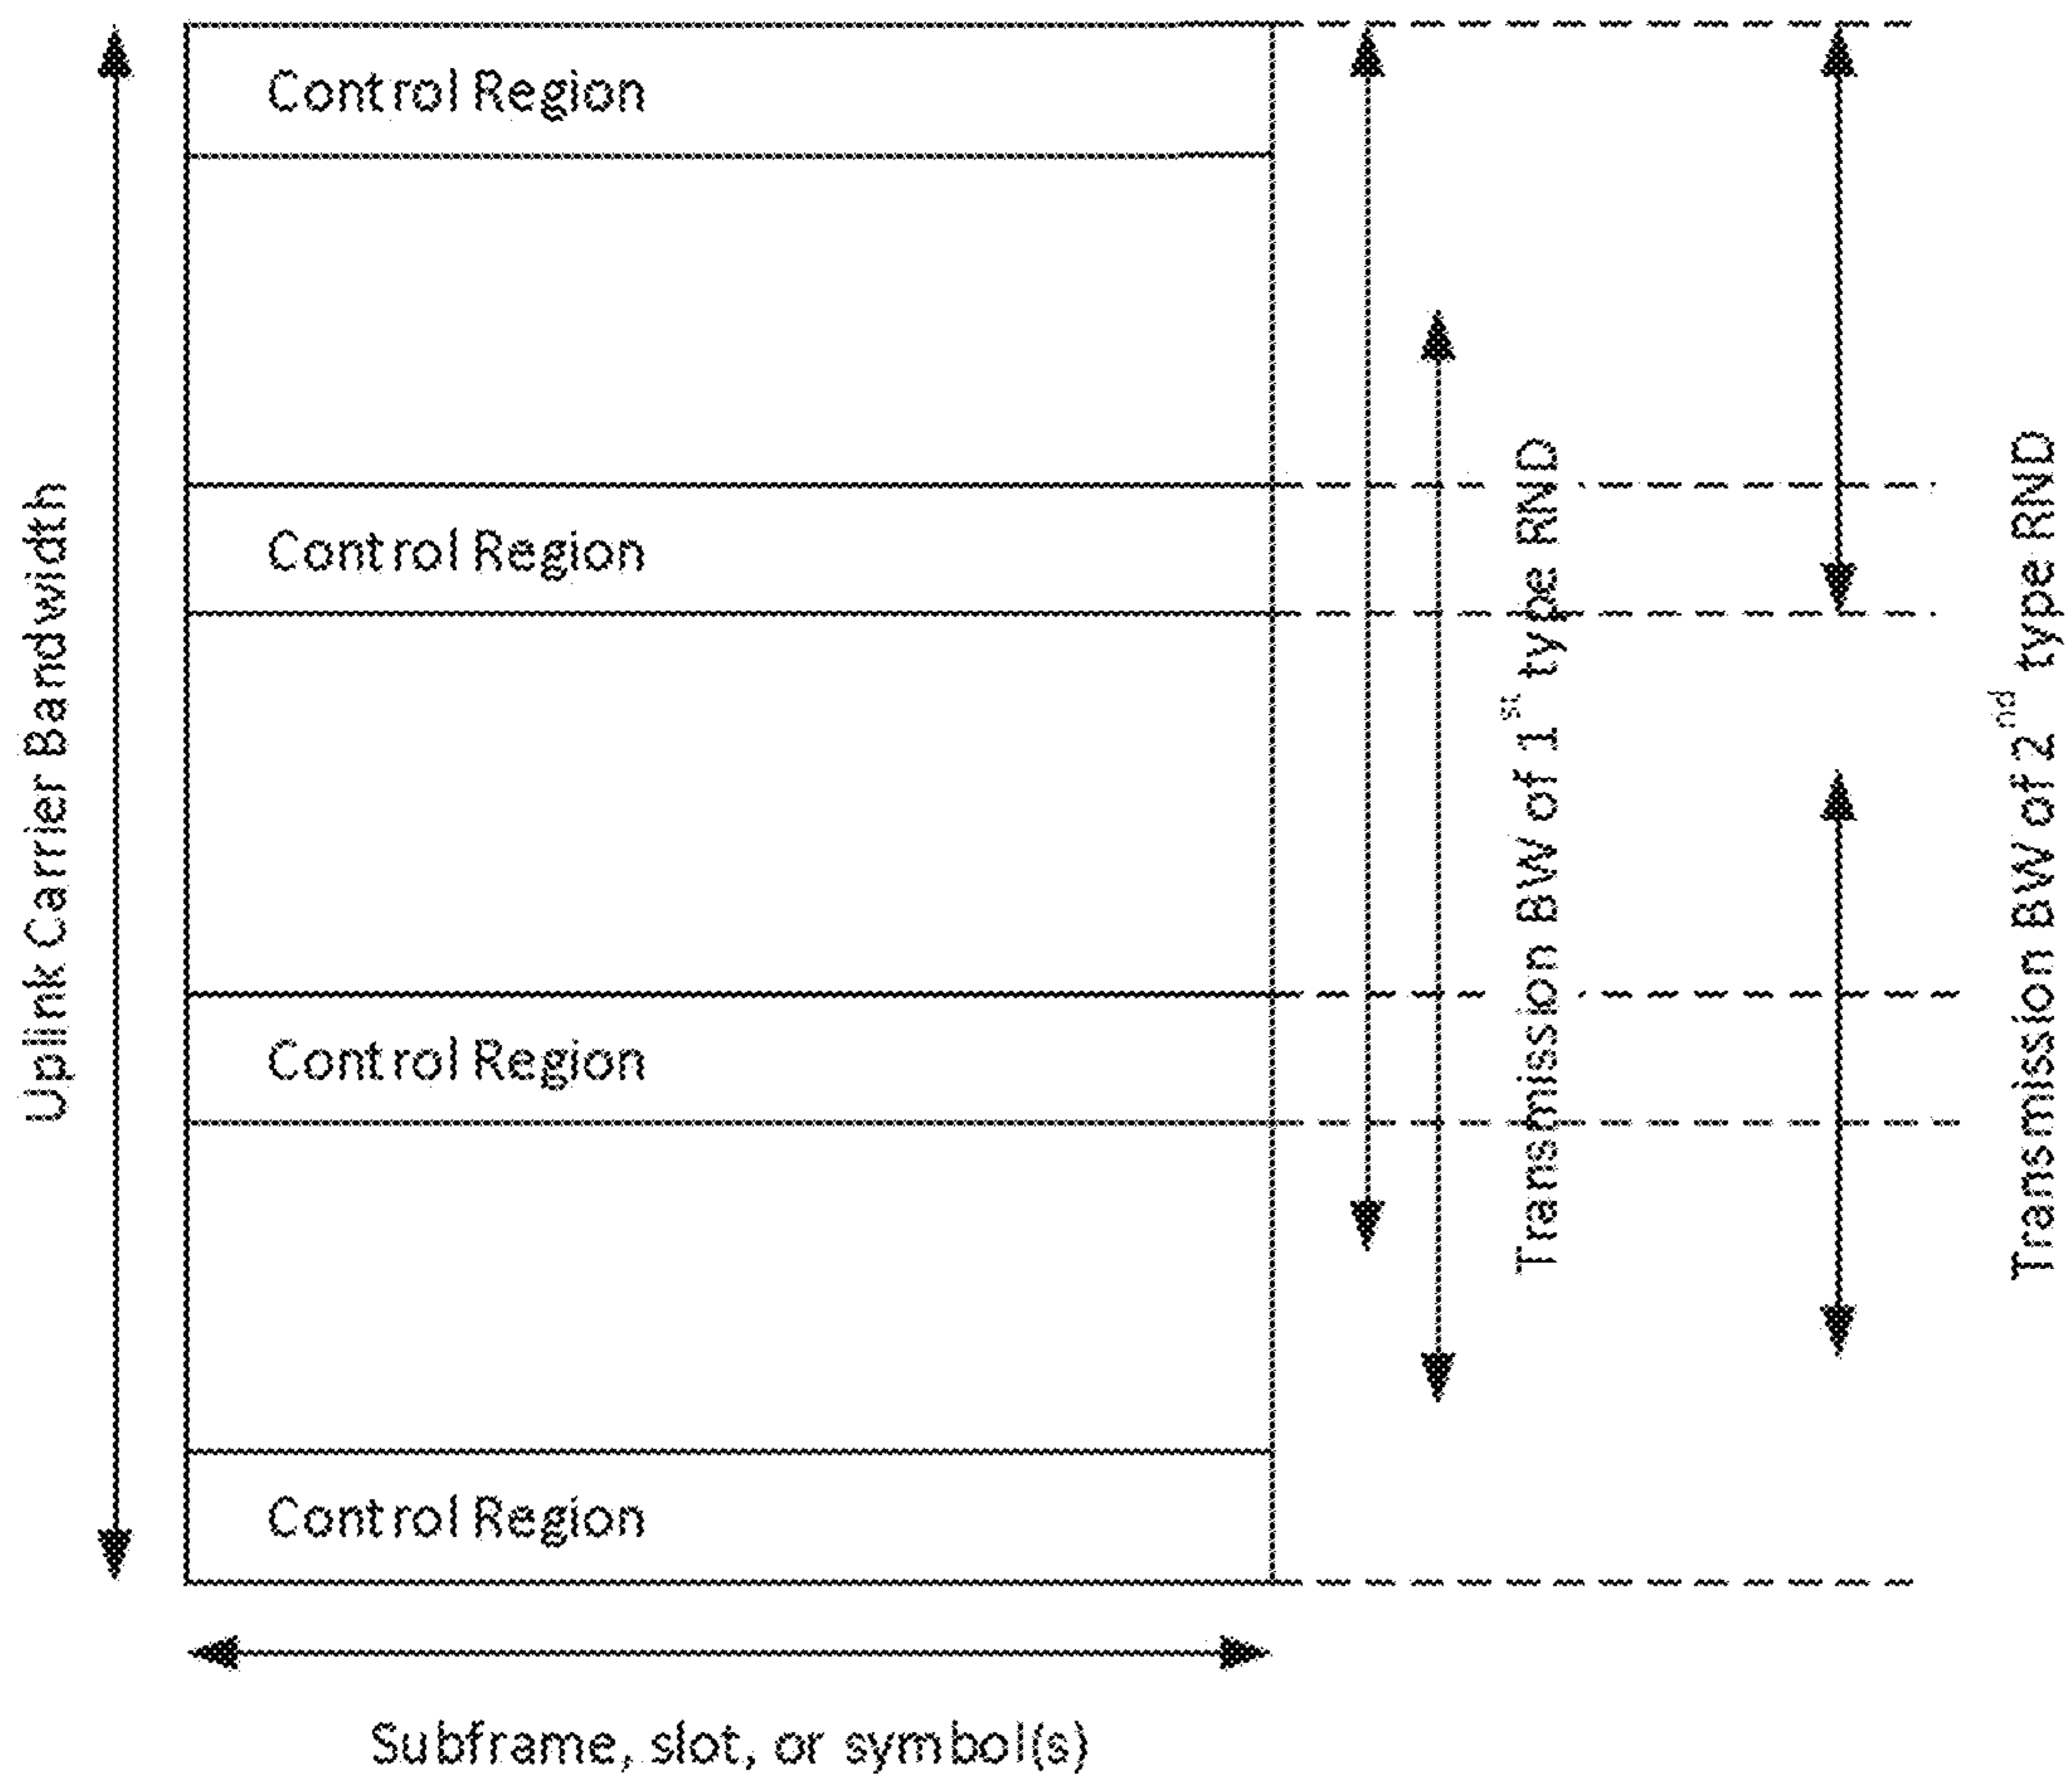 Control Region
Control Region
Control Region
Control Region
Uplink Carrier Bandwidth
Transmission BW of 1st type RND
Transmission BW of 2nd type RND
Subframe, slot, or symbol(s)